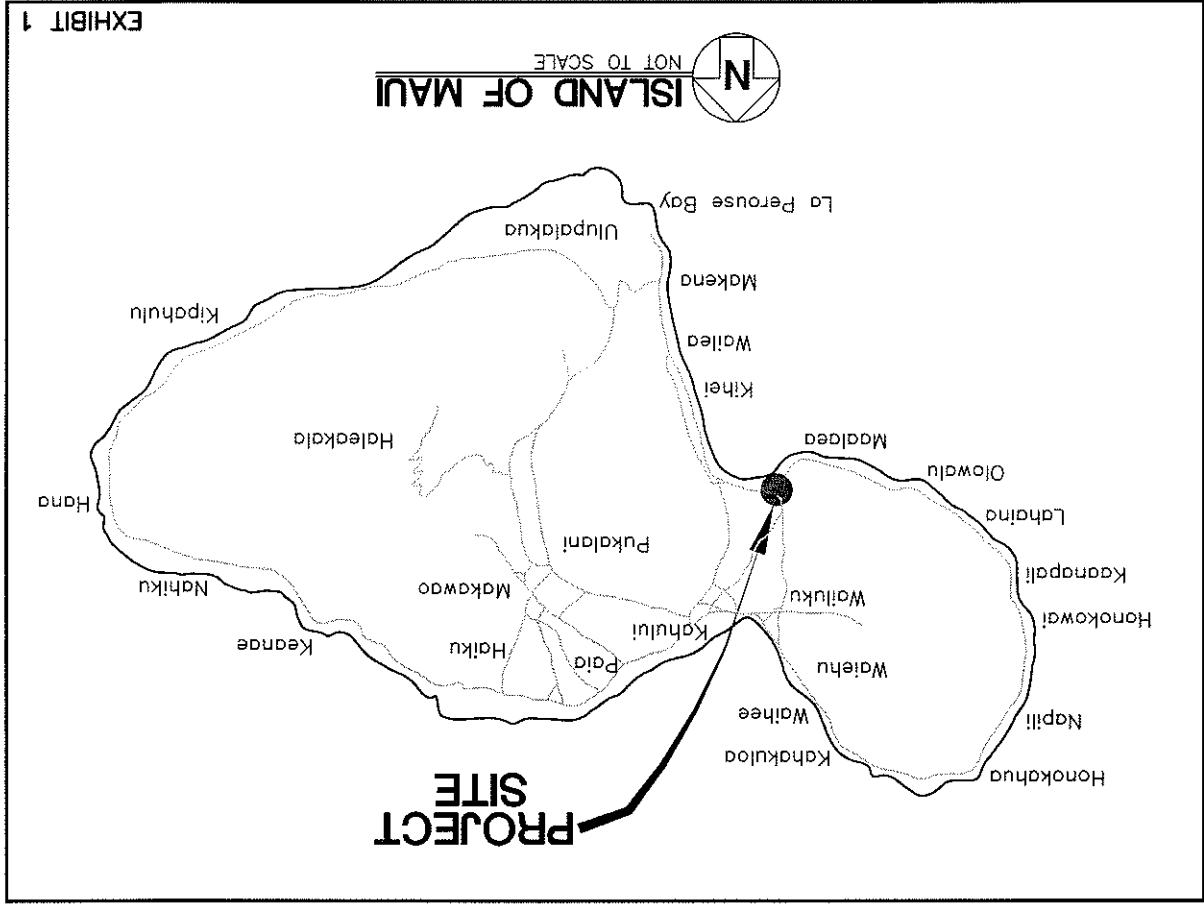 PROJECT
SITE
Honokahua
Kahakuloa
Napili
Waihee
Waiehu
Paia
Haiku
Keanae
Honokowai
Wailuku
Kahului
Makawao
Nahiku
Kaanapali
Pukalani
Lahaina
Hana
Olowalu
Maalaea
Haleakala
Kihei
Wailea
Kipahulu
Makena
Ulupalakua
La Perouse Bay
N
ISLAND OF MAUI
NOT TO SCALE
EXHIBIT 1